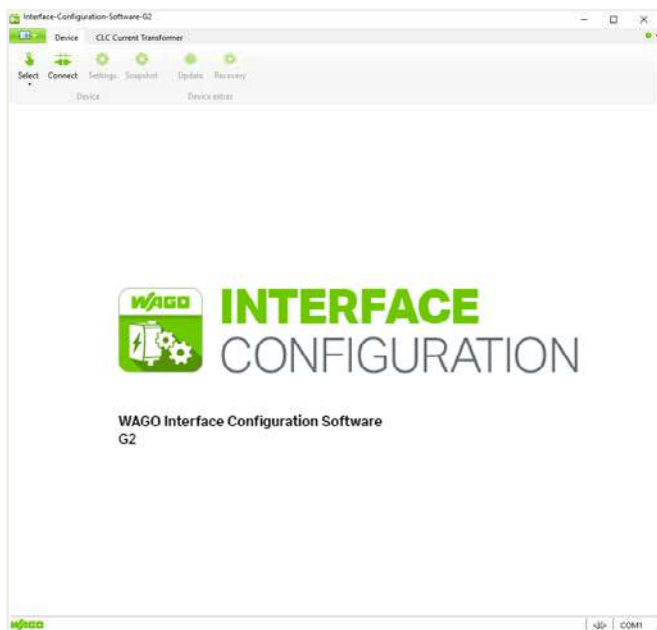 Interface-Configuration-Software-G2
Device CLC Current Transformer
Select Connect Settings Snapshot Update Recovery
Device Device extras
WAGO INTERFACE
CONFIGURATION
WAGO Interface Configuration Software
G2
WAGO COM1